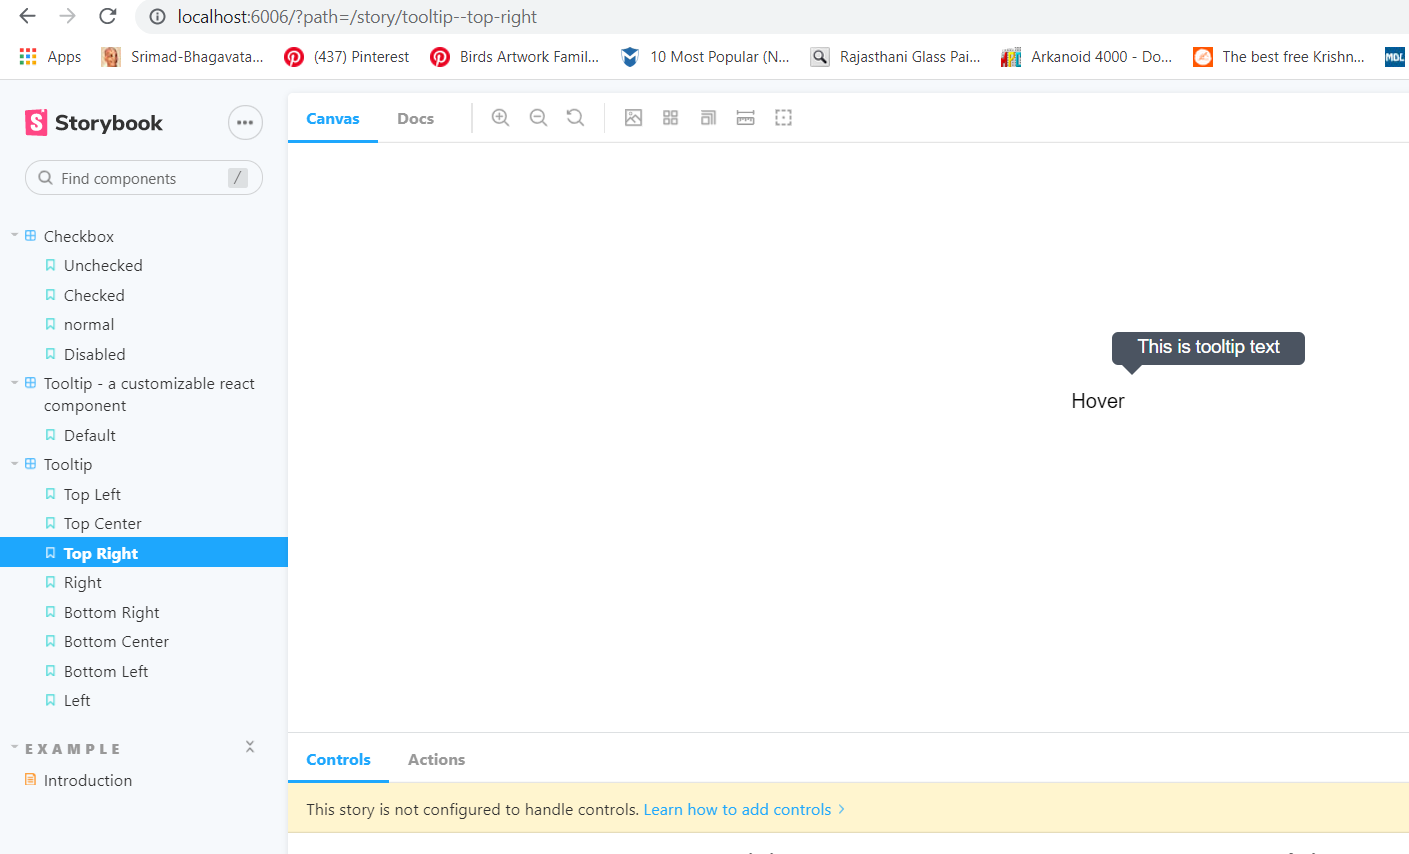 localhost:6006/?path=/story/tooltip--top-right
Apps Srimad-Bhagavata... (437) Pinterest Birds Artwork Famil... 10 Most Popular (N... Rajasthani Glass Pai... Arkanoid 4000 - Do... The best free Krishn... MDL
S Storybook
Canvas Docs
Find components /
Checkbox
Unchecked
Checked
normal
Disabled
Tooltip - a customizable react
component
Default
Tooltip
Top Left
Top Center
Top Right
Right
Bottom Right
Bottom Center
Bottom Left
Left
EXAMPLE
Introduction
This is tooltip text
Hover
Controls Actions
This story is not configured to handle controls. Learn how to add controls